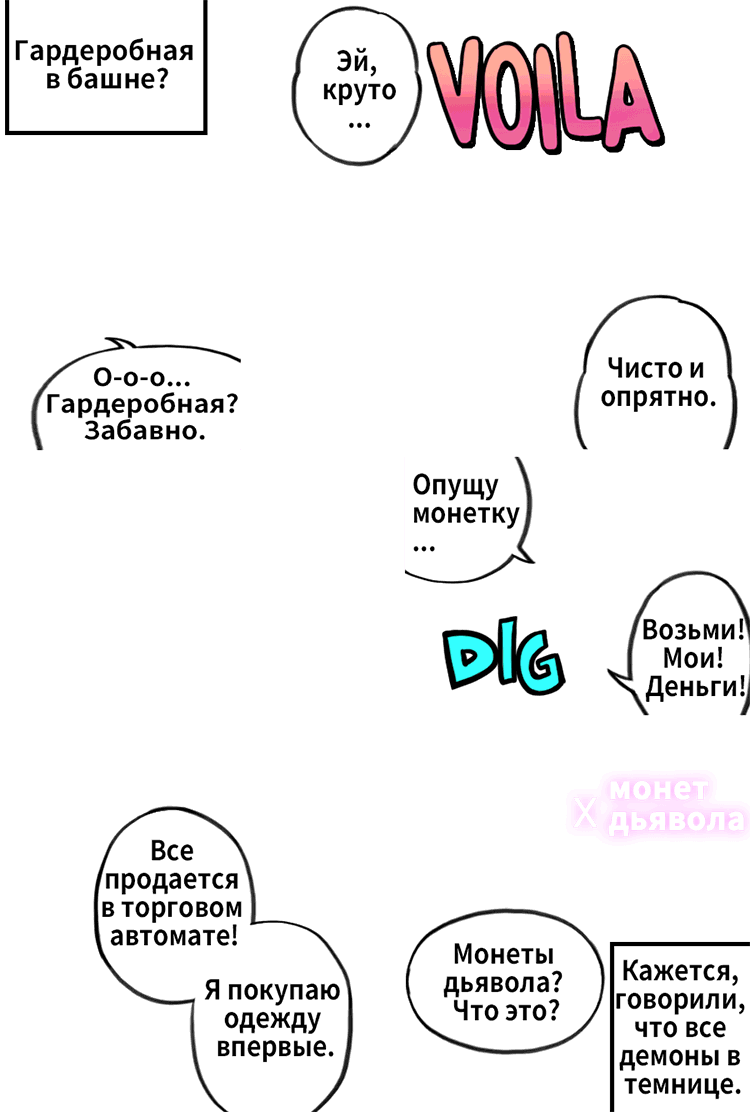 Гардеробная
в башне?
Эй,
круто
...
VOILA
О-о-о...
Гардеробная?
Забавно.
Чисто и
опрятно.
Опущу
монетку
...
DIG
Возьми!
Мои!
Деньги!
монет
X дьявола
Все
продается
в торговом
автомате!
Я покупаю
одежду
впервые.
Монеты
дьявола?
Что это?
Кажется,
говорили,
что все
демоны в
темнице.